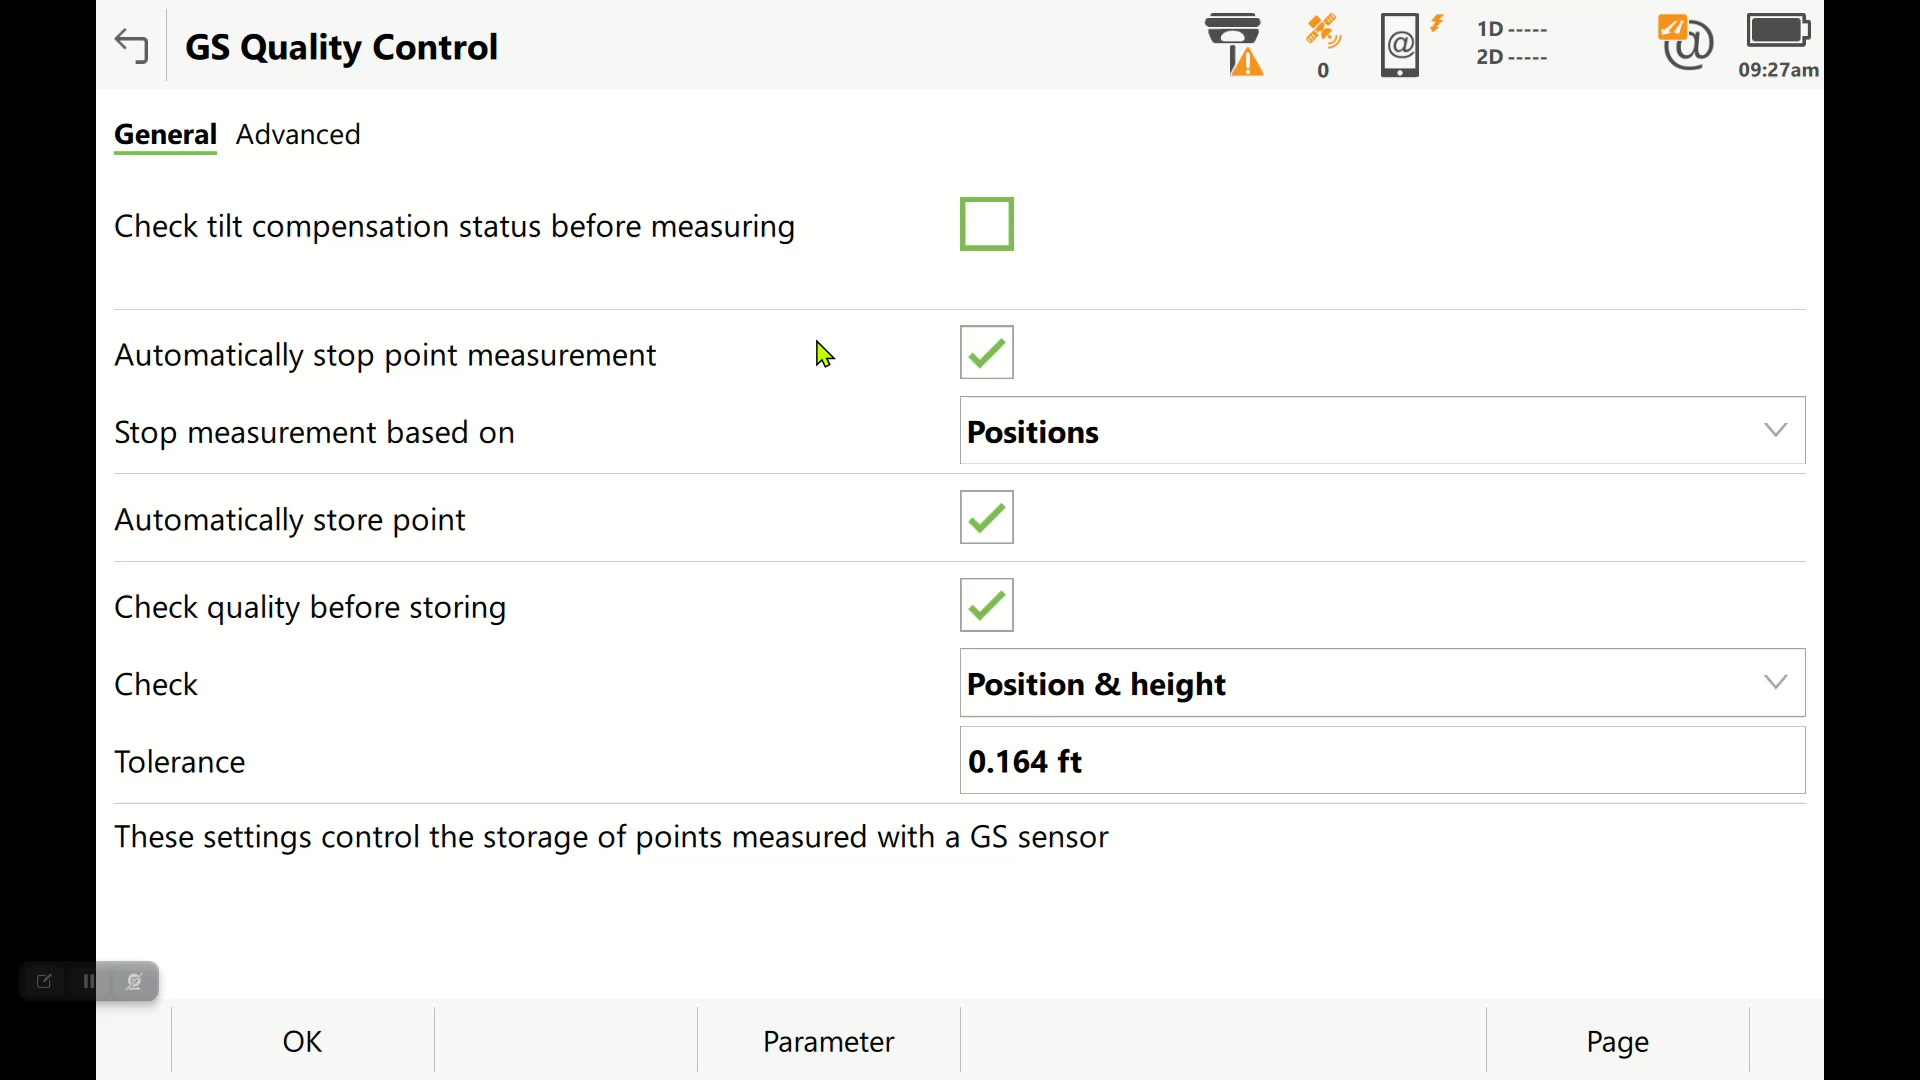 GS Quality Control
0
@
1D -----
2D -----
@
09:27am
General Advanced
Check tilt compensation status before measuring
Automatically stop point measurement
Stop measurement based on Positions
Automatically store point
Check quality before storing
Check Position & height
Tolerance 0.164 ft
These settings control the storage of points measured with a GS sensor
OK Parameter Page